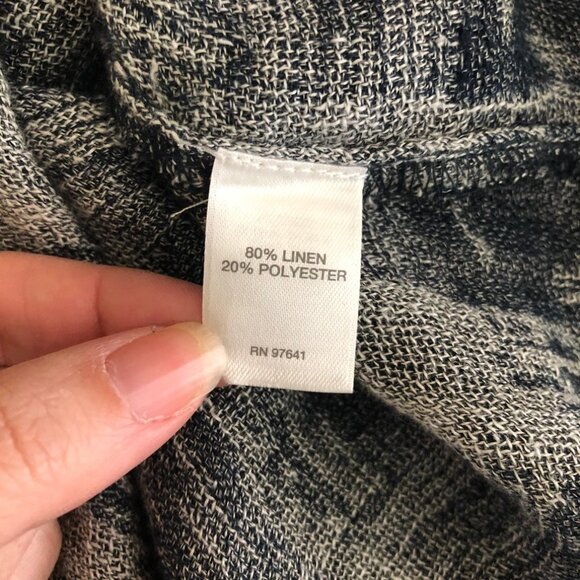 80% LINEN
20% POLYESTER
RN 97641